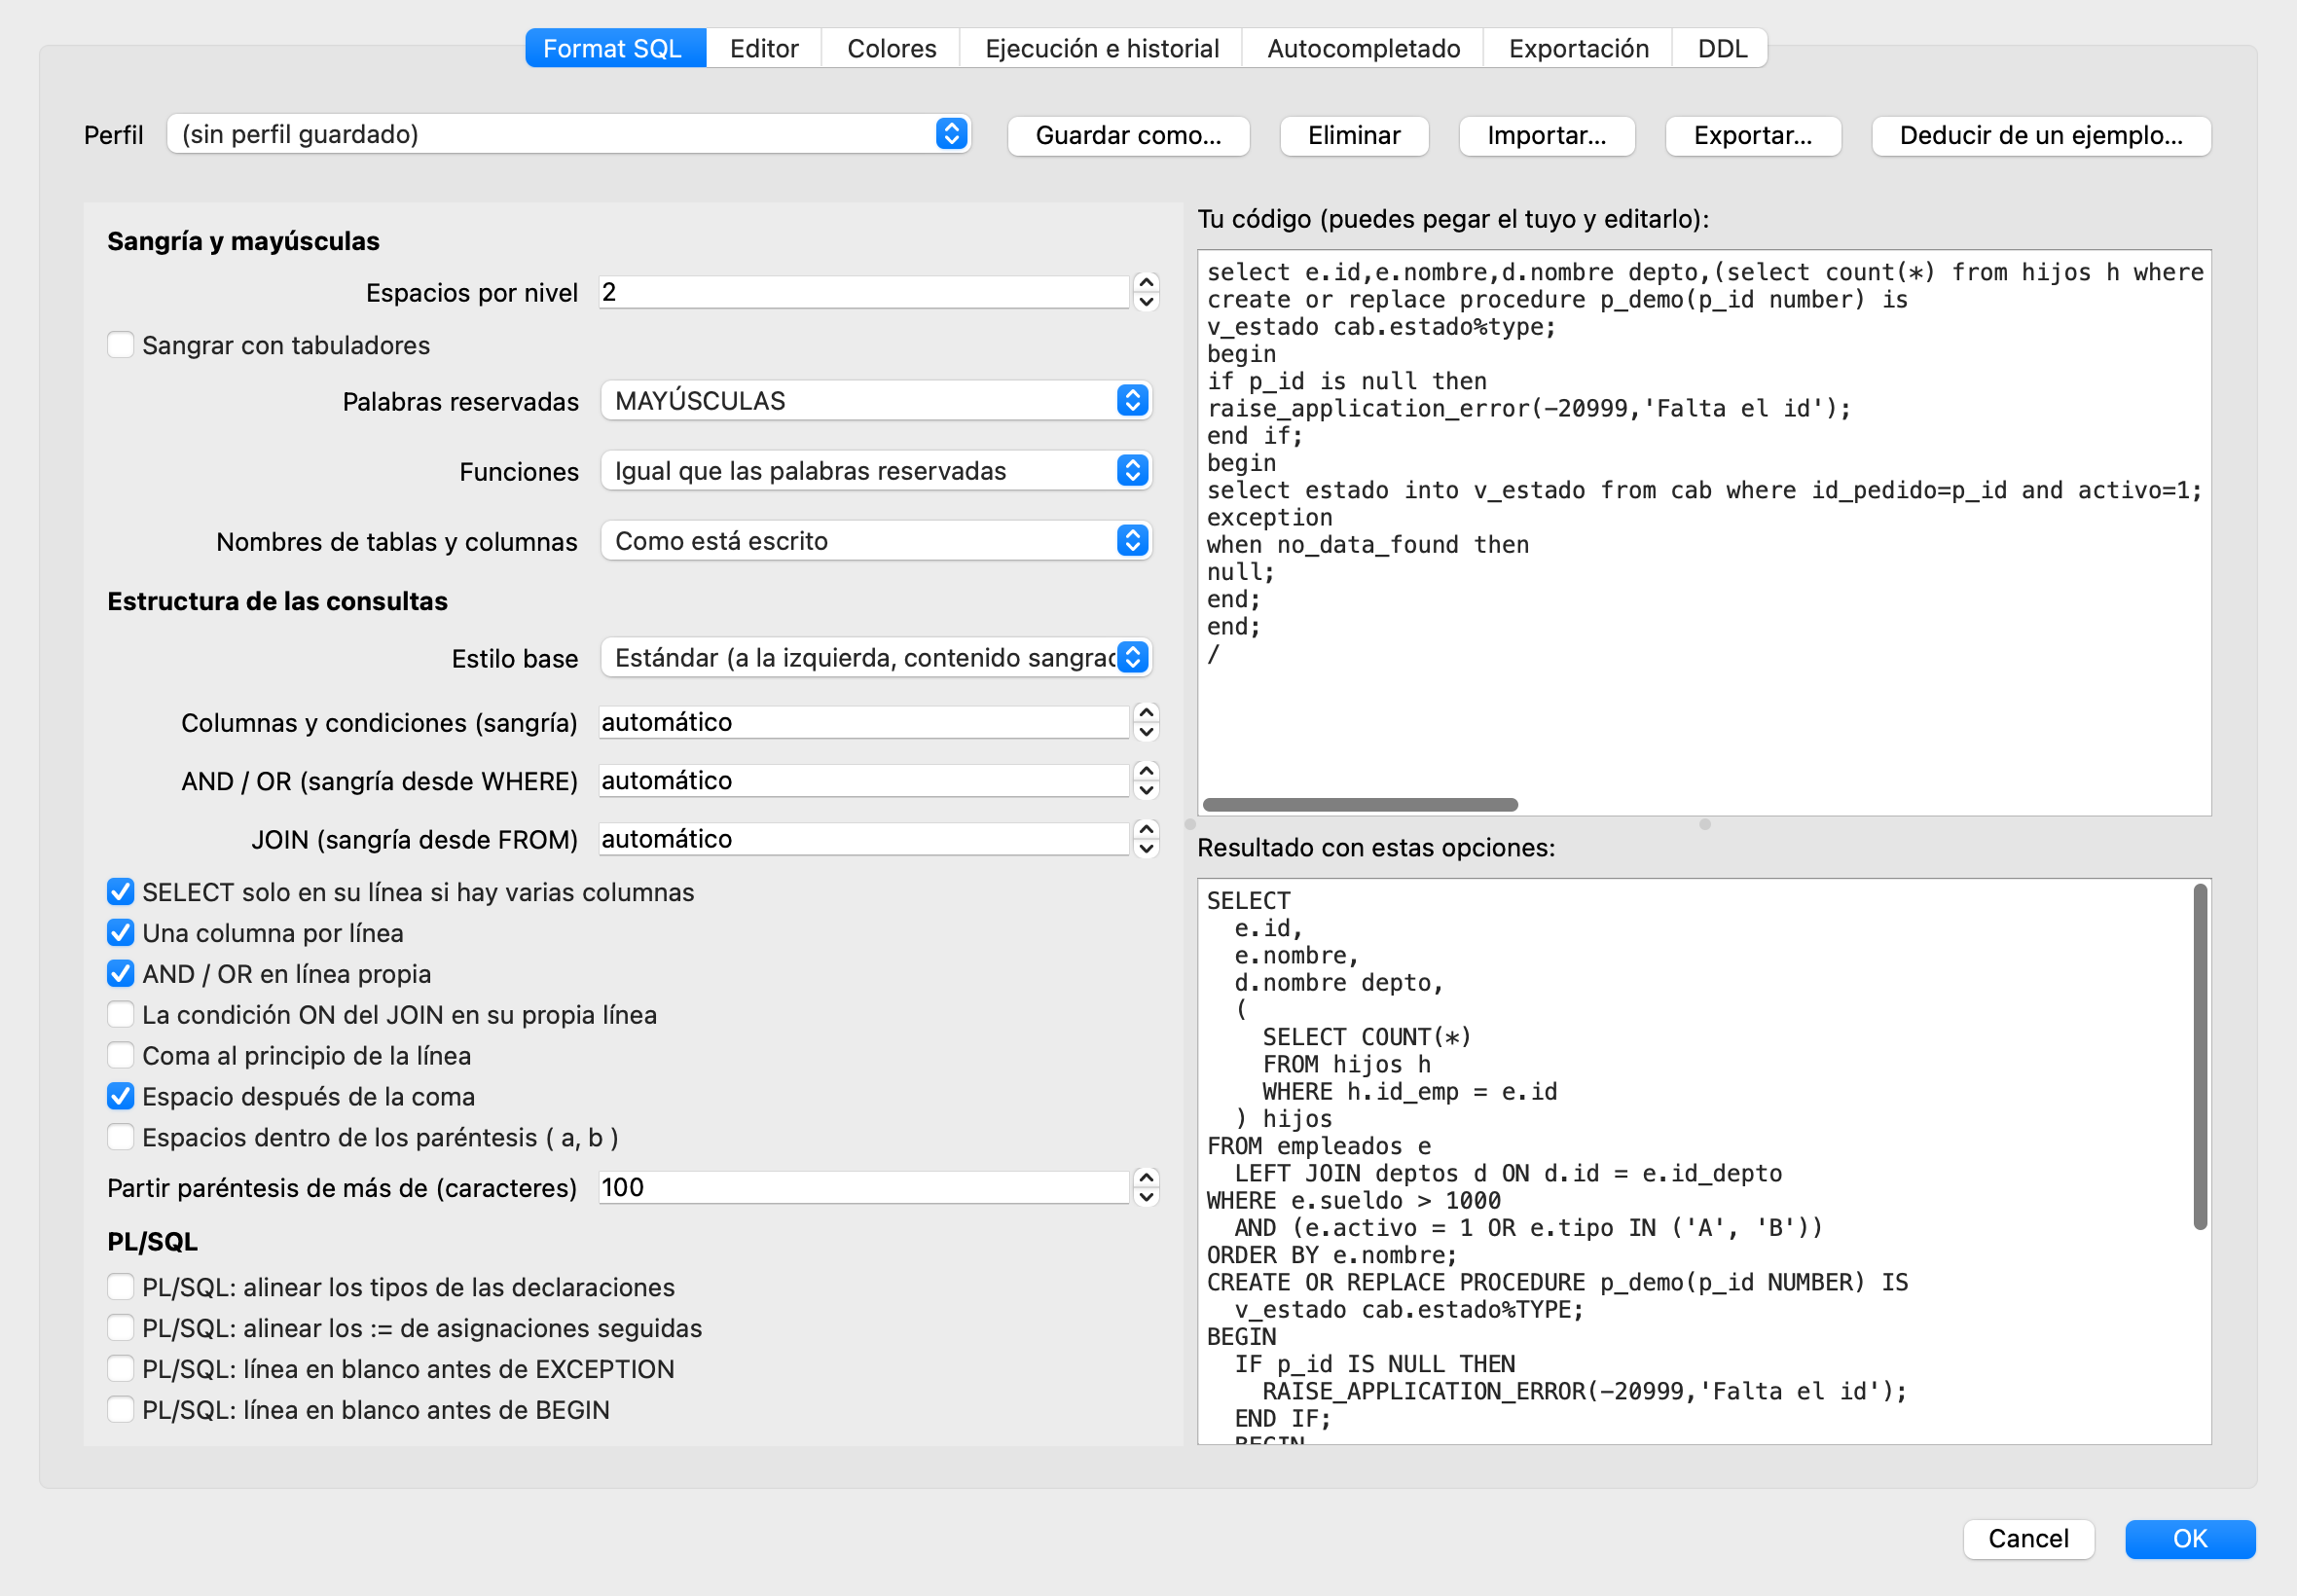 Format SQL
Editor
Colores
Ejecución e historial
Autocompletado
Exportación
DDL
Perfil
(sin perfil guardado)
Guardar como...
Eliminar
Importar...
Exportar...
Deducir de un ejemplo...
Sangría y mayúsculas
Espacios por nivel
2
Sangrar con tabuladores
Palabras reservadas
MAYÚSCULAS
Funciones
Igual que las palabras reservadas
Nombres de tablas y columnas
Como está escrito
Estructura de las consultas
Estilo base
Estándar (a la izquierda, contenido sangrad
Columnas y condiciones (sangría)
automático
AND / OR (sangría desde WHERE)
automático
JOIN (sangría desde FROM)
automático
SELECT solo en su línea si hay varias columnas
Una columna por línea
AND / OR en línea propia
La condición ON del JOIN en su propia línea
Coma al principio de la línea
Espacio después de la coma
Espacios dentro de los paréntesis ( a, b )
Partir paréntesis de más de (caracteres)
100
PL/SQL
PL/SQL: alinear los tipos de las declaraciones
PL/SQL: alinear los := de asignaciones seguidas
PL/SQL: línea en blanco antes de EXCEPTION
PL/SQL: línea en blanco antes de BEGIN
Tu código (puedes pegar el tuyo y editarlo):
select e.id,e.nombre,d.nombre depto,(select count(*) from hijos h where
create or replace procedure p_demo(p_id number) is
v_estado cab.estado%type;
begin
if p_id is null then
raise_application_error(-20999,'Falta el id');
end if;
begin
select estado into v_estado from cab where id_pedido=p_id and activo=1;
exception
when no_data_found then
null;
end;
end;
/
Resultado con estas opciones:
SELECT
  e.id,
  e.nombre,
  d.nombre depto,
  (
    SELECT COUNT(*)
    FROM hijos h
    WHERE h.id_emp = e.id
  ) hijos
FROM empleados e
  LEFT JOIN deptos d ON d.id = e.id_depto
WHERE e.sueldo > 1000
  AND (e.activo = 1 OR e.tipo IN ('A', 'B'))
ORDER BY e.nombre;
CREATE OR REPLACE PROCEDURE p_demo(p_id NUMBER) IS
  v_estado cab.estado%TYPE;
BEGIN
  IF p_id IS NULL THEN
    RAISE_APPLICATION_ERROR(-20999,'Falta el id');
  END IF;
  BEGIN
Cancel
OK